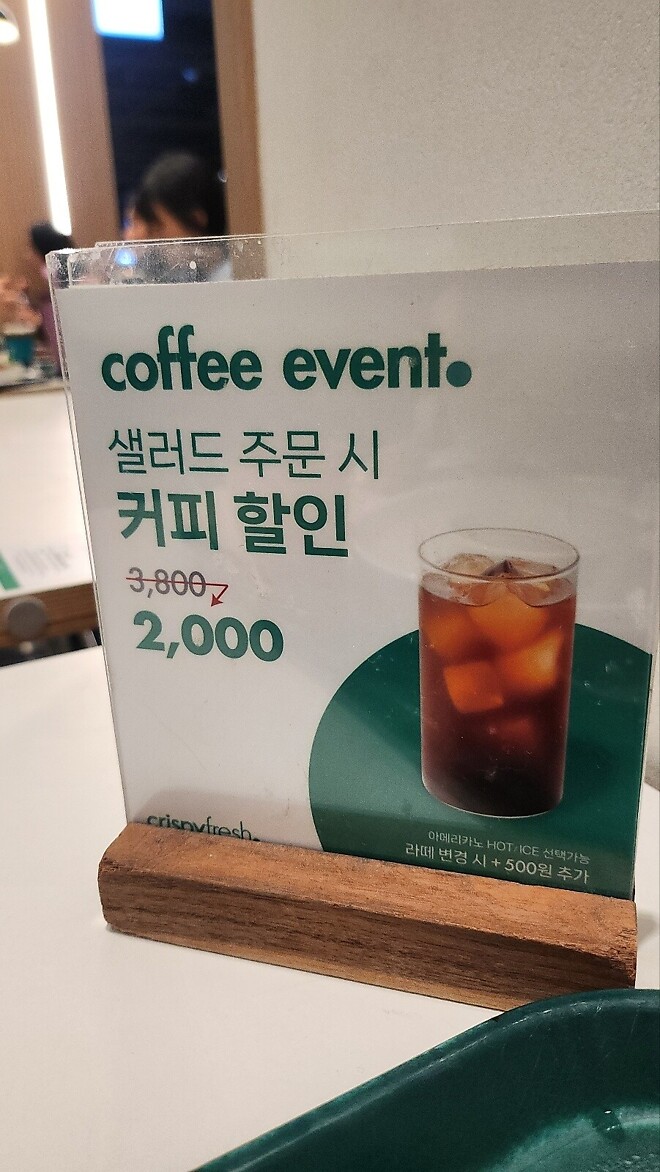 coffee event.
샐러드 주문 시
커피 할인
3,800
2,000
crispyfresh.
아메리카노 HOT/ICE 선택가능
라떼 변경 시 + 500원 추가